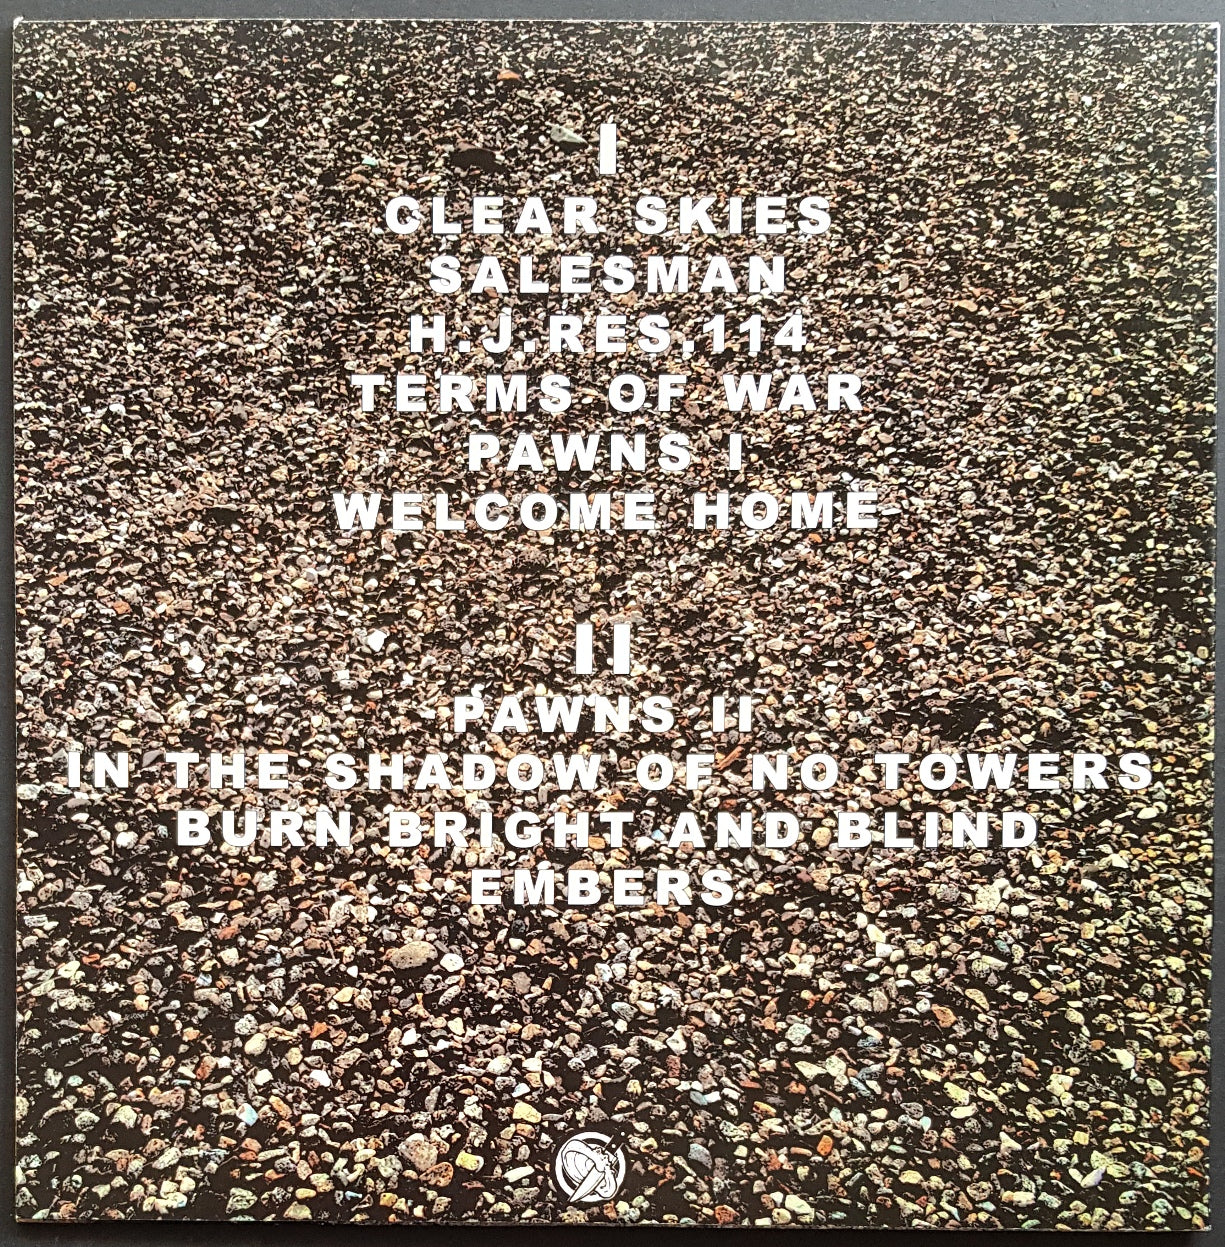 I
CLEAR SKIES
SALESMAN
H.J.RES.114
TERMS OF WAR
PAWNS I
WELCOME HOME
II
PAWNS II
IN THE SHADOW OF NO TOWERS
BURN BRIGHT AND BLIND
EMBERS